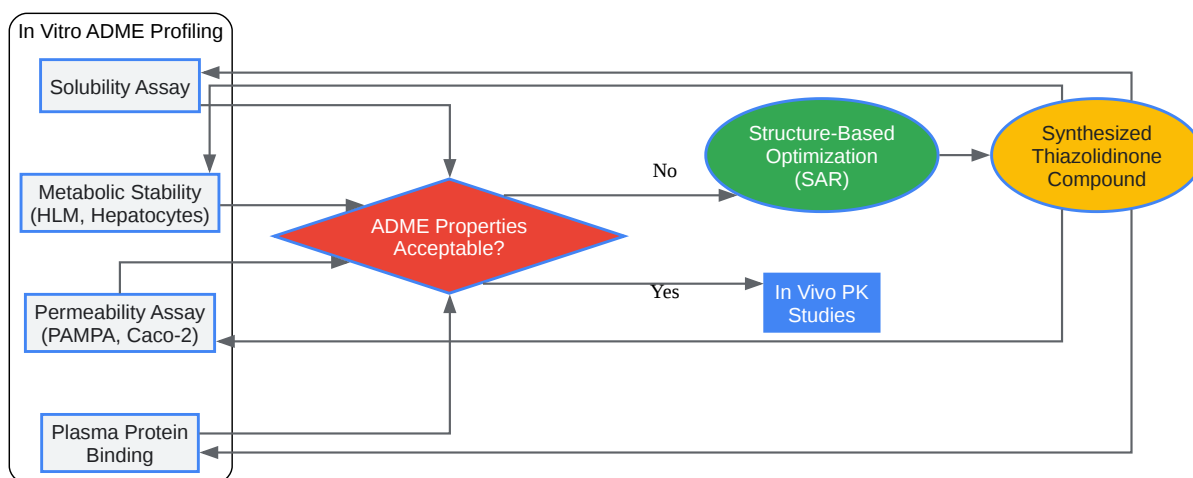 In Vitro ADME Profiling
Solubility Assay
Metabolic Stability
(HLM, Hepatocytes)
Permeability Assay
(PAMPA, Caco-2)
Plasma Protein
Binding
ADME Properties
Acceptable?
No
Yes
Structure-Based
Optimization
(SAR)
In Vivo PK
Studies
Synthesized
Thiazolidinone
Compound